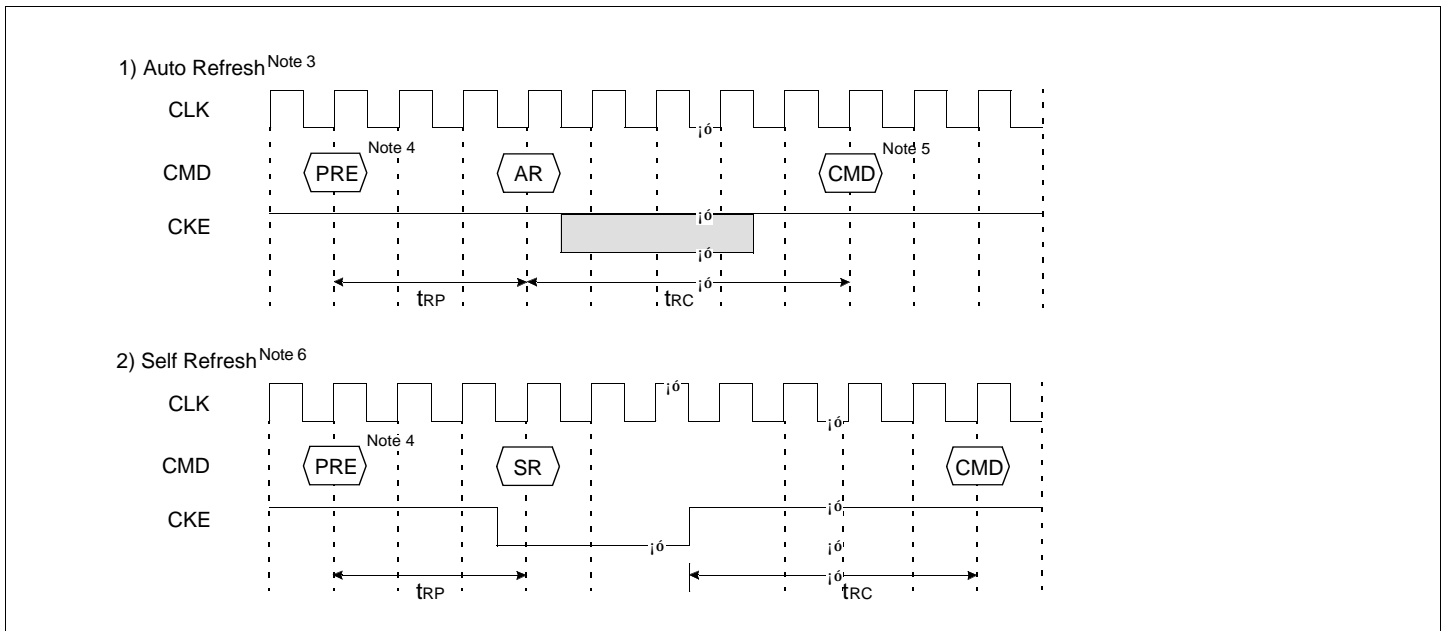 1) Auto Refresh Note 3
CLK
¡ó
CMD PRE Note 4 AR CMD Note 5
CKE ¡ó
¡ó
¡ó
¡ó
tRP tRC ¡ó
2) Self Refresh Note 6
CLK ¡ó
¡ó
CMD PRE Note 4 SR CMD
CKE ¡ó
¡ó ¡ó
¡ó
¡ó
¡ó
tRP tRC